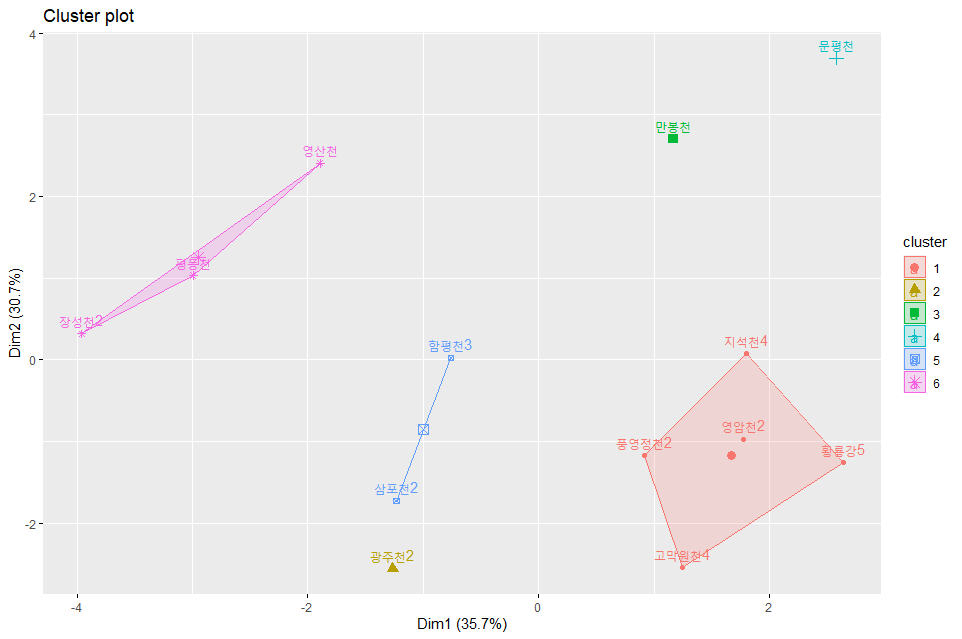 Cluster plot
4
2
0
-2
Dim2 (30.7%)
-4
-2
0
2
Dim1 (35.7%)
문평천
만봉천
영산천
평동천
장성천2
함평천3
지석천4
영암천2
풍영정천2
황룡강5
삼포천2
광주천2
고막원천4
cluster
1
2
3
4
5
6